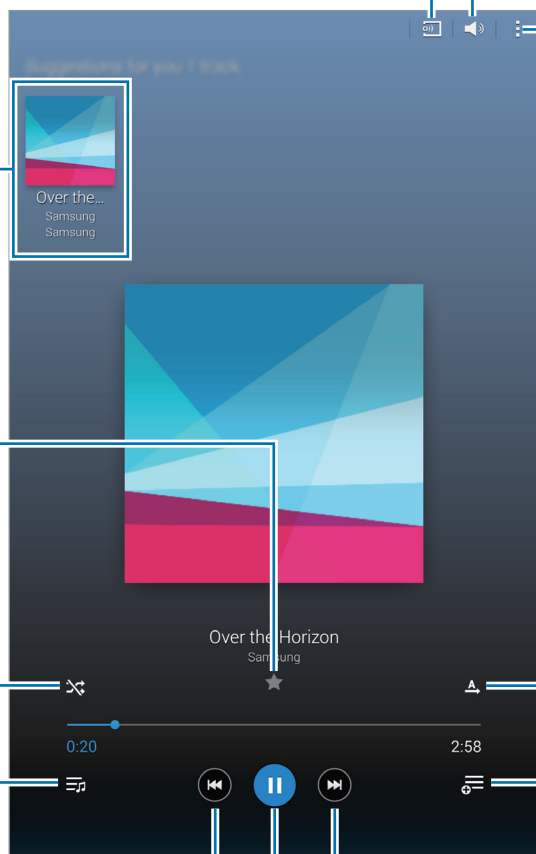 Suggestions for you 1 track.
Over the...
Samsung
Samsung
Over the Horizon
Samsung
A
0:20
2:58